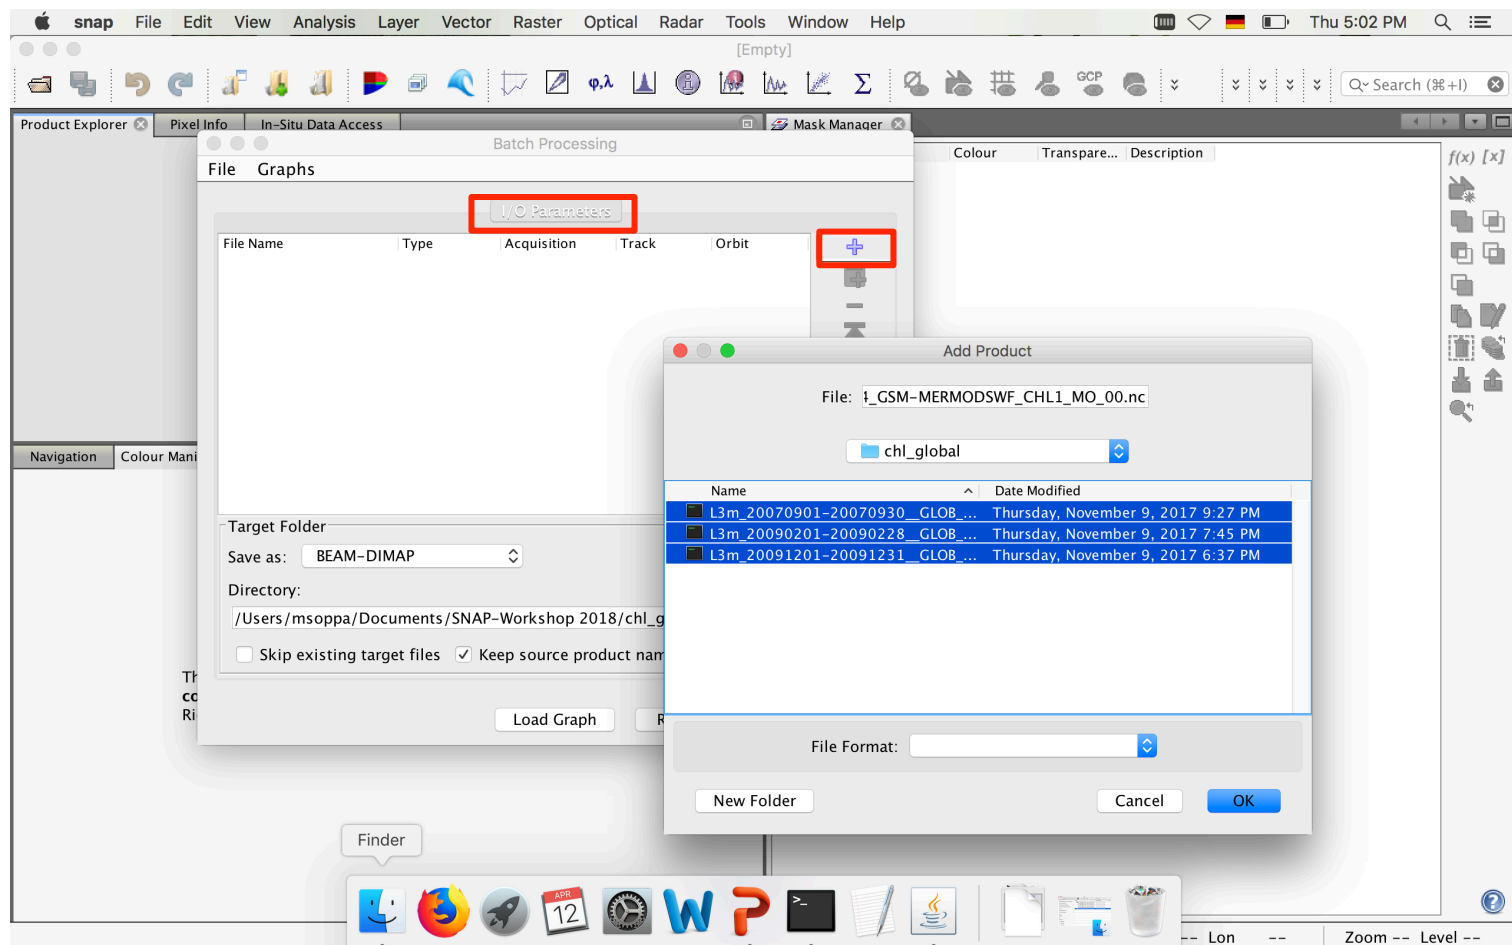 snap File Edit View Analysis Layer Vector Raster Optical Radar Tools Window Help Thu 5:02 PM
[Empty]
φ,λ Σ GCP Search (⌘+I)
Product Explorer Pixel Info In-Situ Data Access Mask Manager
Batch Processing
Colour Transpare... Description f(x) [x]
File Graphs
I/O Parameters
File Name Type Acquisition Track Orbit
Add Product
File: 4_GSM-MERMODSWF_CHL1_MO_00.nc
chl_global
Navigation Colour Mani
Name Date Modified
L3m_20070901-20070930__GLOB_... Thursday, November 9, 2017 9:27 PM
L3m_20090201-20090228__GLOB_... Thursday, November 9, 2017 7:45 PM
L3m_20091201-20091231__GLOB_... Thursday, November 9, 2017 6:37 PM
Target Folder
Save as: BEAM-DIMAP
Directory:
/Users/msoppa/Documents/SNAP-Workshop 2018/chl_g
Skip existing target files Keep source product nam
Th
co
Ri
Load Graph R
File Format:
New Folder Cancel OK
Finder
APR
12
>_
-- Lon -- Zoom -- Level --